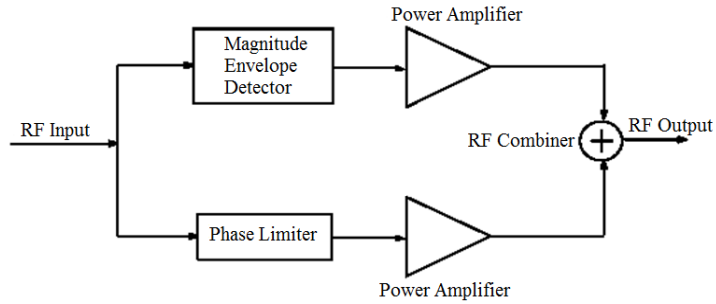 Power Amplifier
Magnitude
Envelope
Detector
RF Input
RF Combiner
RF Output
Phase Limiter
Power Amplifier